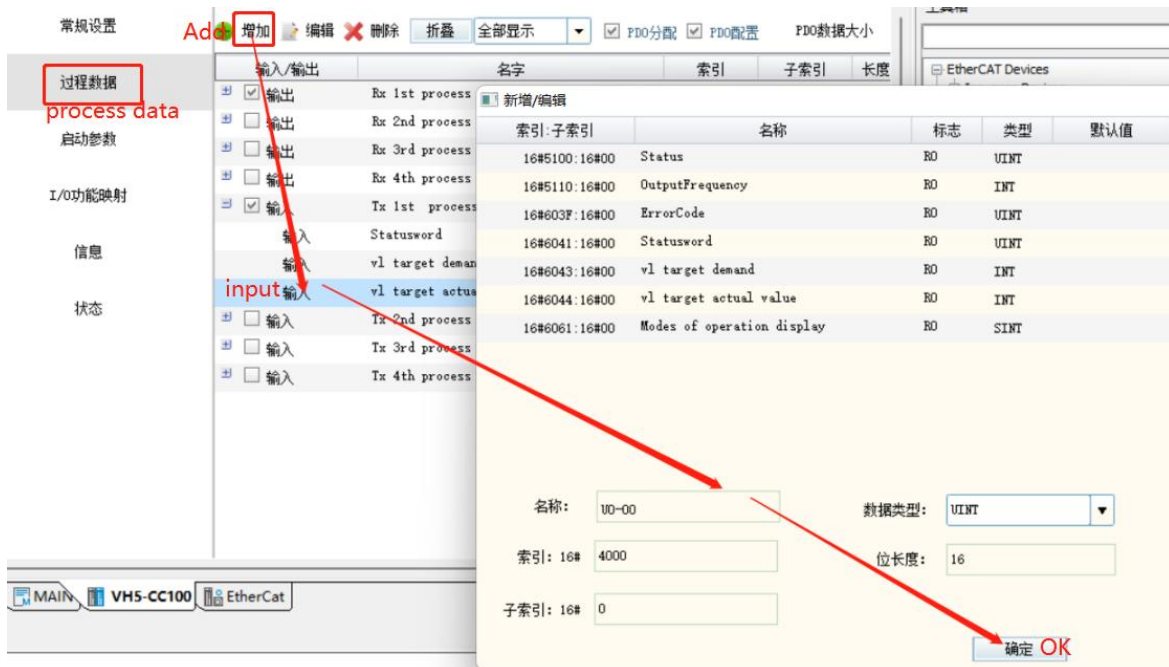 常规设置
过程数据
process data
启动参数
I/O功能映射
信息
状态
Add 增加 编辑 删除 折叠 全部显示 PDO分配 PDO配置 PDO数据大小
输入/输出 名字 索引 子索引 长度
输出 Rx 1st process
输出 Rx 2nd process
输出 Rx 3rd process
输出 Rx 4th process
输入 Tx 1st process
输入 Statusword
输入 vl target deman
input 输入 vl target actua
输入 Tx 2nd process
输入 Tx 3rd process
输入 Tx 4th process
EtherCAT Devices
新增/编辑
索引:子索引 名称 标志 类型 默认值
16#5100:16#00 Status RO UINT
16#5110:16#00 OutputFrequency RO INT
16#603F:16#00 ErrorCode RO UINT
16#6041:16#00 Statusword RO UINT
16#6043:16#00 vl target demand RO INT
16#6044:16#00 vl target actual value RO INT
16#6061:16#00 Modes of operation display RO SINT
名称: U0-00 数据类型: UINT
索引: 16# 4000 位长度: 16
子索引: 16# 0
确定 OK
MAIN VH5-CC100 EtherCat